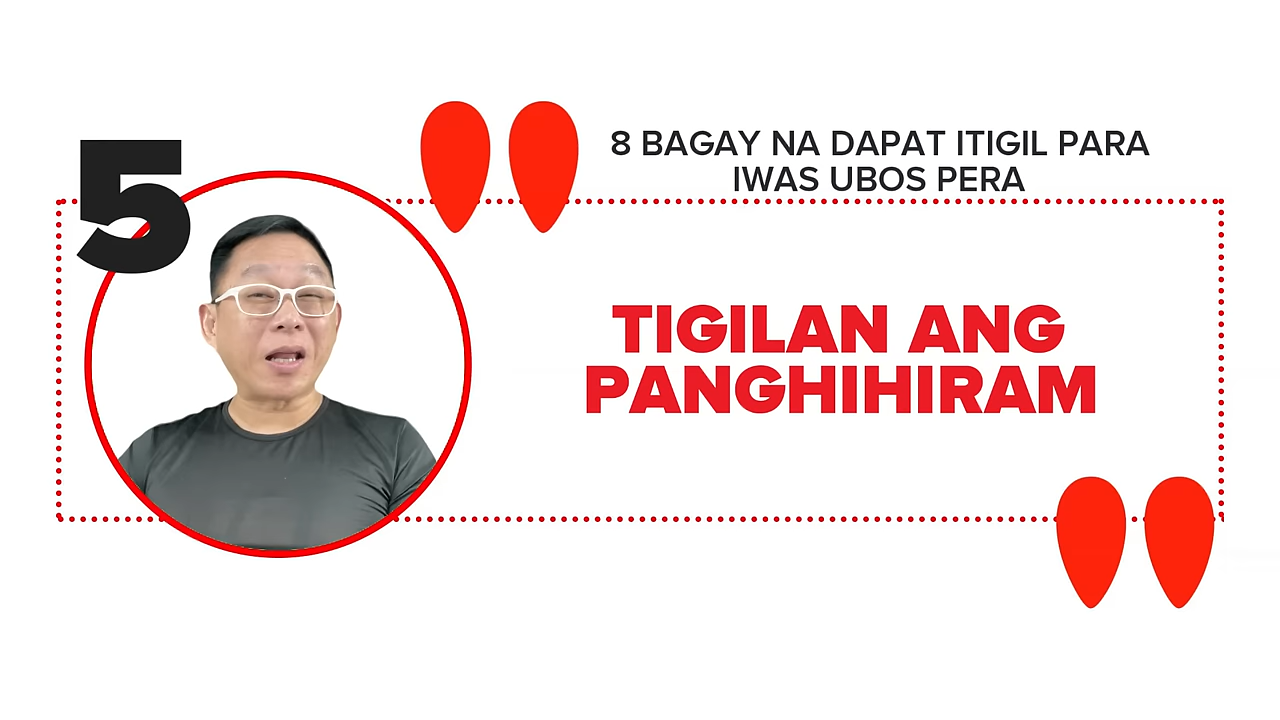 5
8 BAGAY NA DAPAT ITIGIL PARA
IWAS UBOS PERA
TIGILAN ANG
PANGHIHIRAM